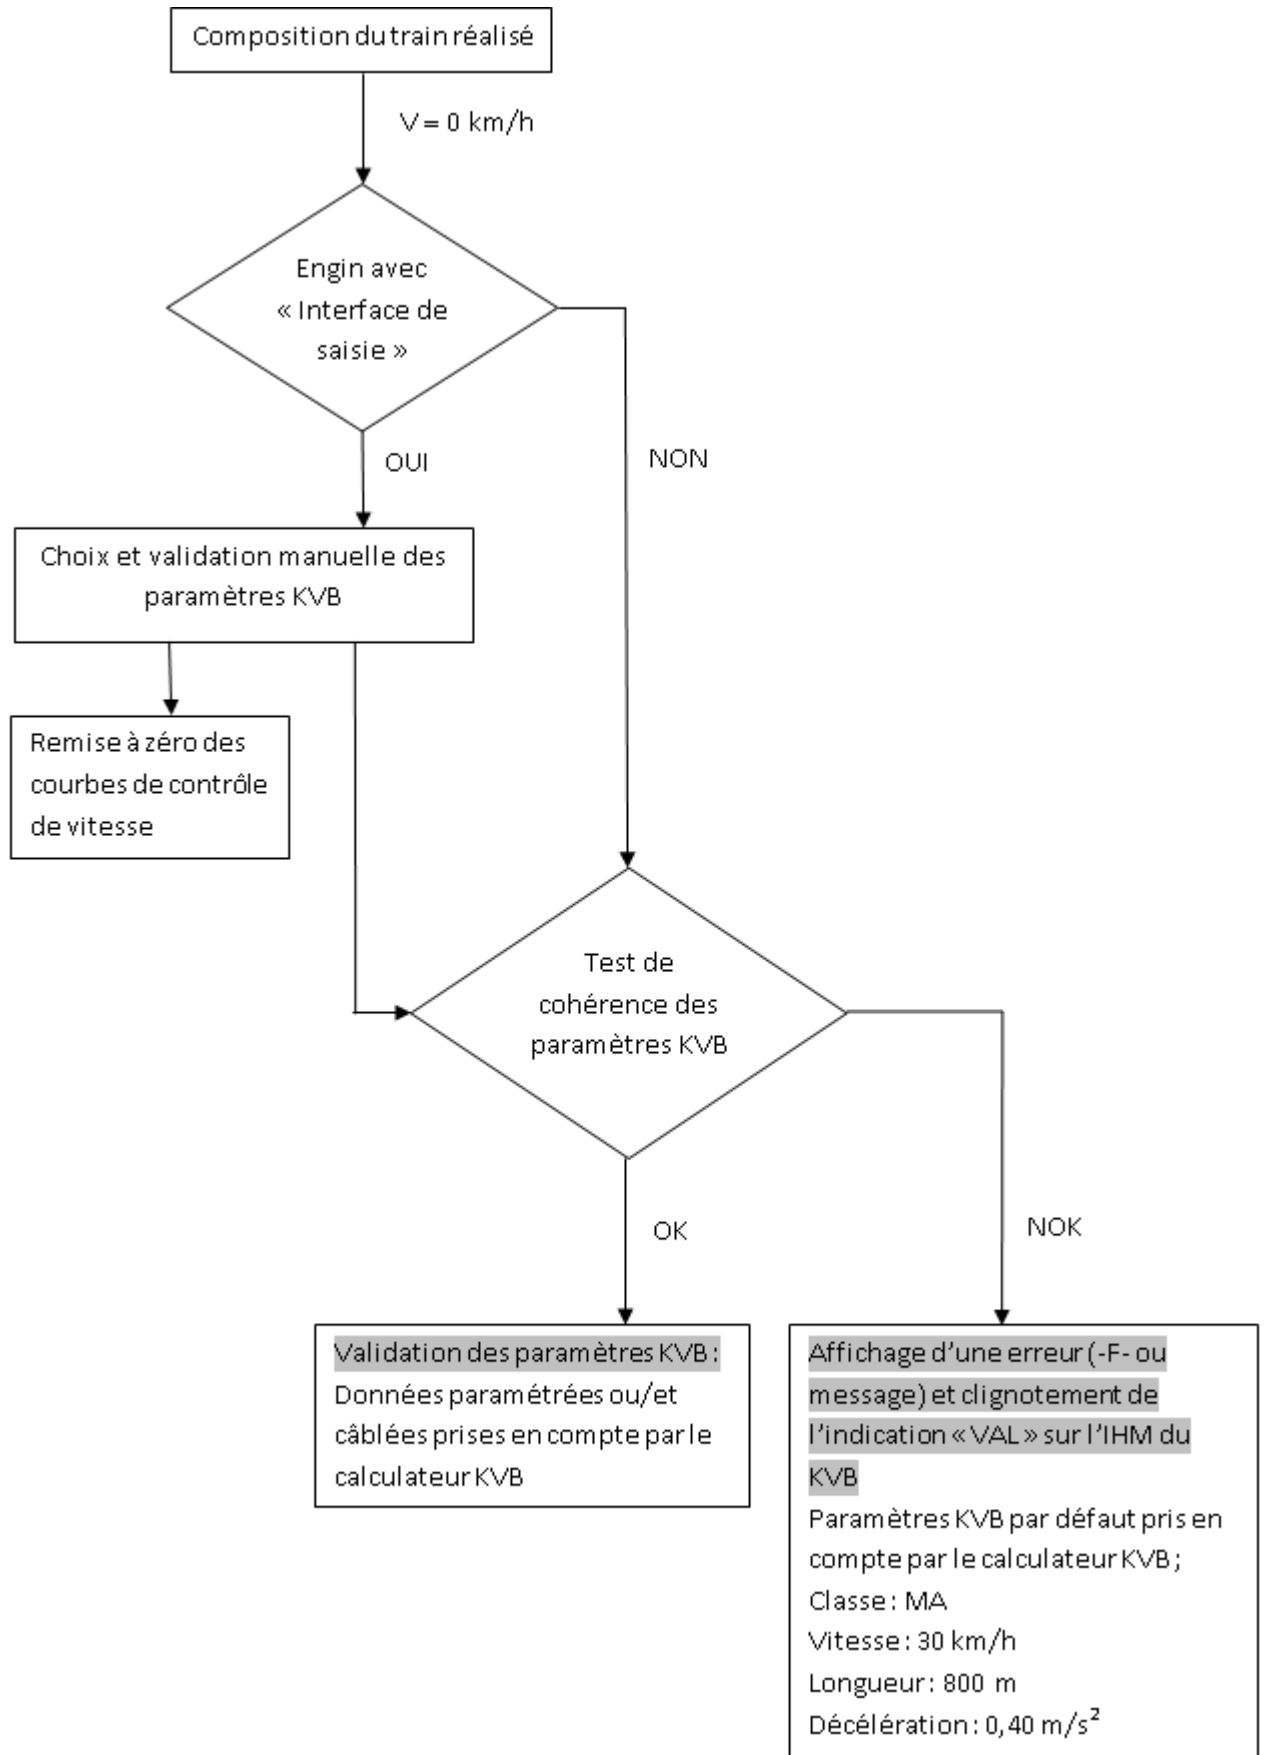 Composition du train réalisé
V = 0 km/h
Engin avec
« Interface de
saisie »
OUI
NON
Choix et validation manuelle des
paramètres KVB
Remise à zéro des
courbes de contrôle
de vitesse
Test de
cohérence des
paramètres KVB
OK
NOK
Validation des paramètres KVB :
Données paramétrées ou/et
câblées prises en compte par le
calculateur KVB
Affichage d'une erreur (-F- ou
message) et clignotement de
l'indication « VAL » sur l'IHM du
KVB
Paramètres KVB par défaut pris en
compte par le calculateur KVB ;
Classe : MA
Vitesse : 30 km/h
Longueur : 800 m
Décélération : 0,40 m/s²